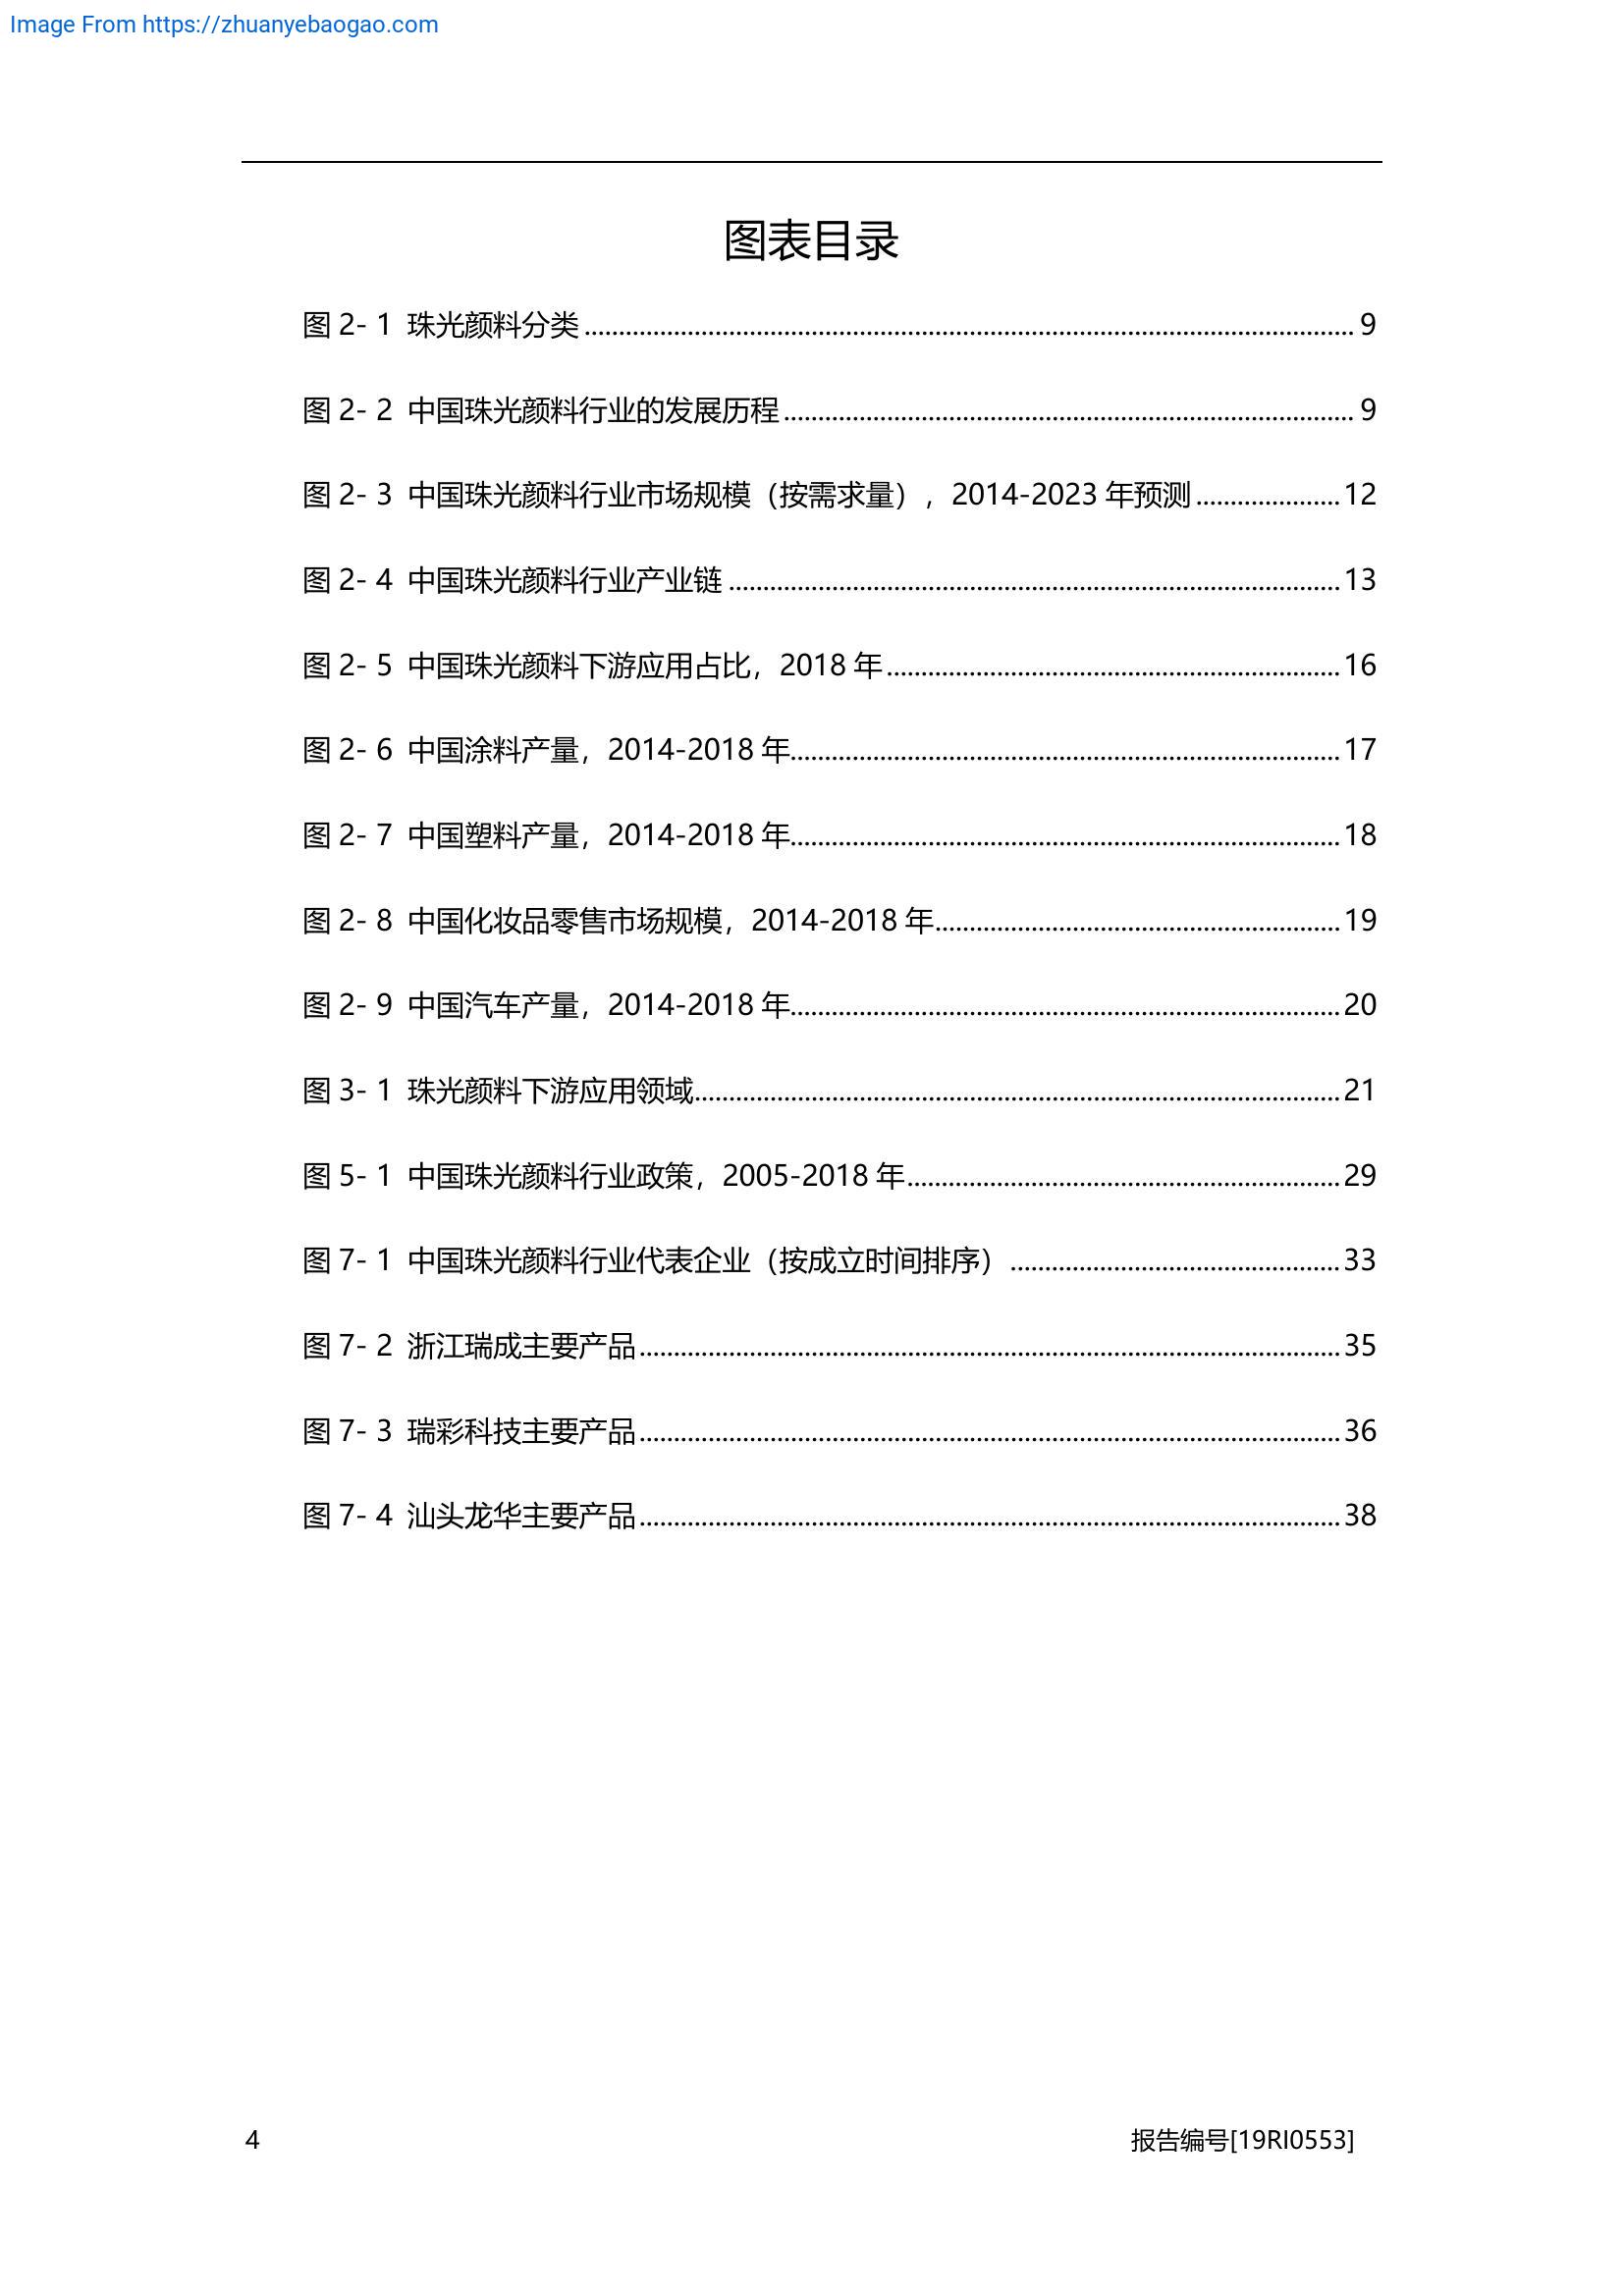 Image From https://zhuanyebaogao.com
图表目录
图 2- 1 珠光颜料分类 ........................ 9
图 2- 2 中国珠光颜料行业的发展历程 ........................ 9
图 2- 3 中国珠光颜料行业市场规模（按需求量），2014-2023 年预测 ........................ 12
图 2- 4 中国珠光颜料行业产业链 ........................ 13
图 2- 5 中国珠光颜料下游应用占比，2018 年 ........................ 16
图 2- 6 中国涂料产量，2014-2018 年 ........................ 17
图 2- 7 中国塑料产量，2014-2018 年 ........................ 18
图 2- 8 中国化妆品零售市场规模，2014-2018 年 ........................ 19
图 2- 9 中国汽车产量，2014-2018 年 ........................ 20
图 3- 1 珠光颜料下游应用领域 ........................ 21
图 5- 1 中国珠光颜料行业政策，2005-2018 年 ........................ 29
图 7- 1 中国珠光颜料行业代表企业（按成立时间排序） ........................ 33
图 7- 2 浙江瑞成主要产品 ........................ 35
图 7- 3 瑞彩科技主要产品 ........................ 36
图 7- 4 汕头龙华主要产品 ........................ 38
4 报告编号[19RI0553]